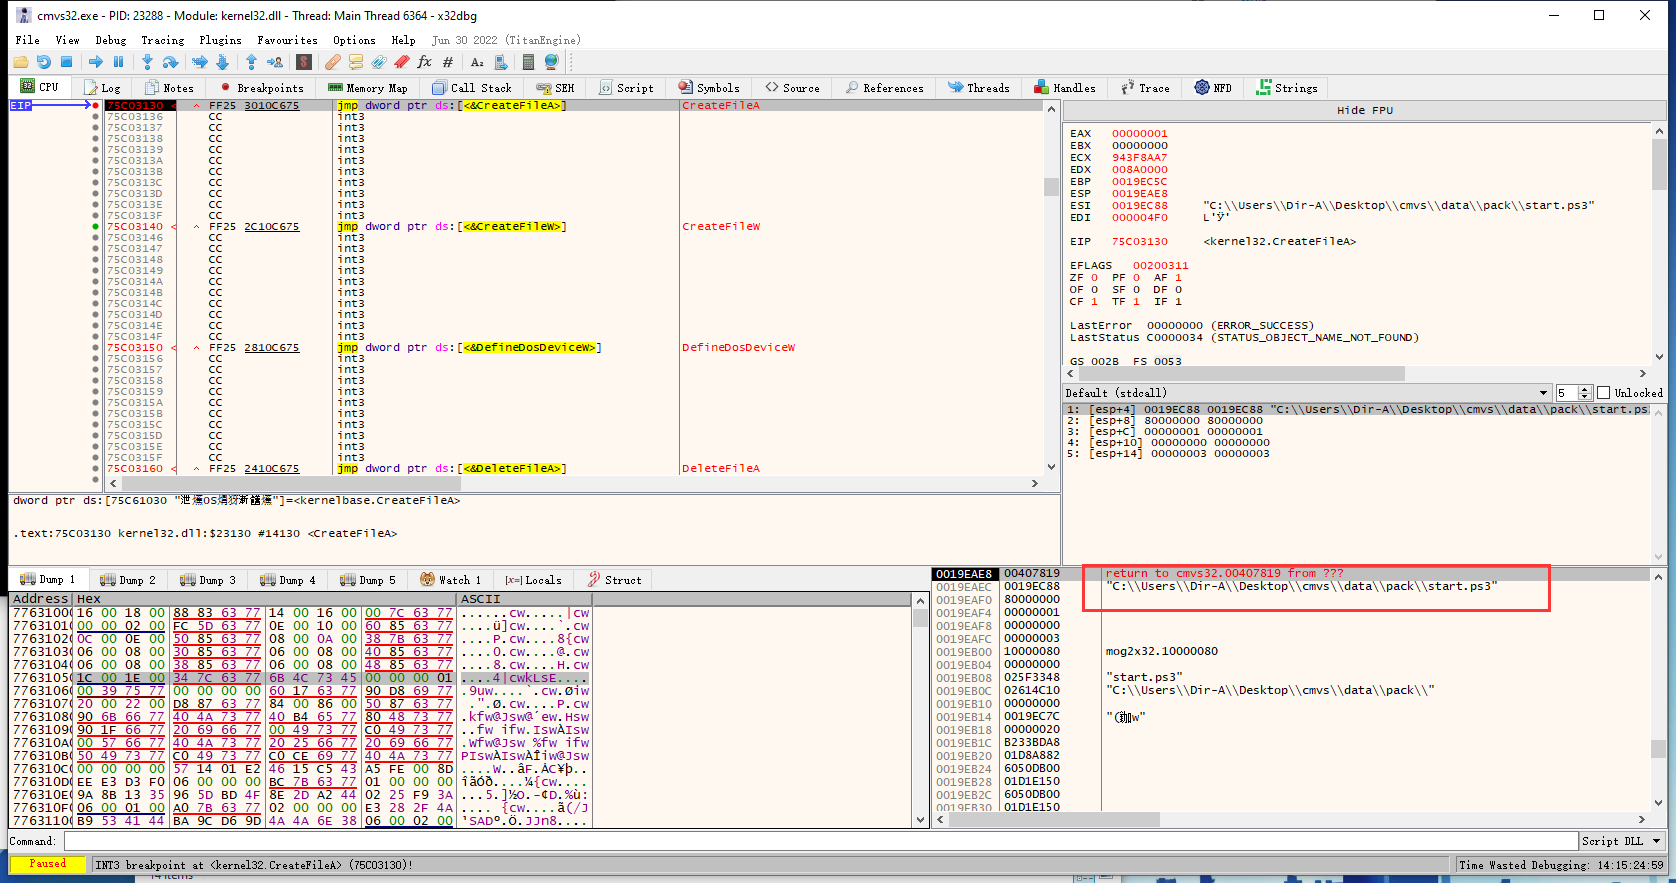 cmvs32.exe - PID: 23288 - Module: kernel32.dll - Thread: Main Thread 6364 - x32dbg
File View Debug Tracing Plugins Favourites Options Help Jun 30 2022 (TitanEngine)
CPU Log Notes Breakpoints Memory Map Call Stack SEH Script Symbols Source References Threads Handles Trace NFD Strings
EIP 75C03130 < ^ FF25 3010C675 jmp dword ptr ds:[<&CreateFileA>] CreateFileA
75C03136 CC int3
75C03137 CC int3
75C03138 CC int3
75C03139 CC int3
75C0313A CC int3
75C0313B CC int3
75C0313C CC int3
75C0313D CC int3
75C0313E CC int3
75C0313F CC int3
75C03140 < ^ FF25 2C10C675 jmp dword ptr ds:[<&CreateFileW>] CreateFileW
75C03146 CC int3
75C03147 CC int3
75C03148 CC int3
75C03149 CC int3
75C0314A CC int3
75C0314B CC int3
75C0314C CC int3
75C0314D CC int3
75C0314E CC int3
75C0314F CC int3
75C03150 < ^ FF25 2810C675 jmp dword ptr ds:[<&DefineDosDeviceW>] DefineDosDeviceW
75C03156 CC int3
75C03157 CC int3
75C03158 CC int3
75C03159 CC int3
75C0315A CC int3
75C0315B CC int3
75C0315C CC int3
75C0315D CC int3
75C0315E CC int3
75C0315F CC int3
75C03160 < ^ FF25 2410C675 jmp dword ptr ds:[<&DeleteFileA>] DeleteFileA
dword ptr ds:[75C61030 ]=<kernelbase.CreateFileA>
.text:75C03130 kernel32.dll:$23130 #14130 <CreateFileA>
Hide FPU
EAX 00000001
EBX 00000000
ECX 943F8AA7
EDX 008A0000
EBP 0019EC5C
ESP 0019EAE8
ESI 0019EC88 "C:\\Users\\Dir-A\\Desktop\\cmvs\\data\\pack\\start.ps3"
EDI 000004F0 L'Ӱ'
EIP 75C03130 <kernel32.CreateFileA>
EFLAGS 00200311
ZF 0 PF 0 AF 1
OF 0 SF 0 DF 0
CF 1 TF 1 IF 1
LastError 00000000 (ERROR_SUCCESS)
LastStatus C0000034 (STATUS_OBJECT_NAME_NOT_FOUND)
GS 002B FS 0053
Default (stdcall) 5 Unlocked
1: [esp+4] 0019EC88 0019EC88 "C:\\Users\\Dir-A\\Desktop\\cmvs\\data\\pack\\start.ps
2: [esp+8] 80000000 80000000
3: [esp+C] 00000001 00000001
4: [esp+10] 00000000 00000000
5: [esp+14] 00000003 00000003
Dump 1 Dump 2 Dump 3 Dump 4 Dump 5 Watch 1 Locals Struct
Address Hex ASCII
77631000 16 00 18 00 88 83 63 77 14 00 16 00 00 7C 63 77 ......cw.....|cw
77631010 00 00 02 00 FC 5D 63 77 0E 00 10 00 60 85 63 77 ....ü]cw....`.cw
77631020 0C 00 0E 00 50 85 63 77 08 00 0A 00 38 7B 63 77 ....P.cw....8{cw
77631030 06 00 08 00 30 85 63 77 06 00 08 00 40 85 63 77 ....0.cw....@.cw
77631040 06 00 08 00 38 85 63 77 06 00 08 00 48 85 63 77 ....8.cw....H.cw
77631050 1C 00 1E 00 34 7C 63 77 6B 4C 73 45 00 00 00 01 ....4|cwkLsE....
77631060 00 39 75 77 00 00 00 00 60 17 63 77 90 D8 69 77 .9uw....`.cw.Øiw
77631070 20 00 22 00 D8 87 63 77 84 00 86 00 50 87 63 77 .".Ø.cw....P.cw
77631080 90 6B 66 77 40 4A 73 77 40 B4 65 77 80 48 73 77 .kfw@Jsw@´ew.Hsw
77631090 90 1F 66 77 20 69 66 77 00 49 73 77 C0 49 73 77 ..fw ifw.IswÀIsw
776310A0 00 57 66 77 40 4A 73 77 20 25 66 77 20 69 66 77 .Wfw@Jsw %fw ifw
776310B0 50 49 73 77 C0 49 73 77 C0 CE 69 77 40 4A 73 77 PIswÀIswÀÎiw@Jsw
776310C0 00 00 00 00 57 14 01 E2 46 15 C5 43 A5 FE 00 8D ....W..âF.ÅC¥þ..
776310D0 EE E3 D3 F0 06 00 00 00 BC 7B 63 77 01 00 00 00 îãÓð....¼{cw....
776310E0 9A 8B 13 35 96 5D BD 4F 8E 2D A2 44 02 25 F9 3A ...5.]½O.-¢D.%ù:
776310F0 06 00 01 00 A0 7B 63 77 02 00 00 00 E3 28 2F 4A .... {cw....ã(/J
77631100 B9 53 41 44 BA 9C D6 9D 4A 4A 6E 38 06 00 02 00 ¹SADº.Ö.JJn8....
0019EAE8 00407819 return to cmvs32.00407819 from ???
0019EAEC 0019EC88 "C:\\Users\\Dir-A\\Desktop\\cmvs\\data\\pack\\start.ps3"
0019EAF0 80000000
0019EAF4 00000001
0019EAF8 00000000
0019EAFC 00000003
0019EB00 10000080 mog2x32.10000080
0019EB04 00000000
0019EB08 025F3348 "start.ps3"
0019EB0C 02614C10 "C:\\Users\\Dir-A\\Desktop\\cmvs\\data\\pack\\"
0019EB10 00000000
0019EB14 0019EC7C
0019EB18 00000020
0019EB1C B233BDA8
0019EB20 01D8A882
0019EB24 6050DB00
0019EB28 01D1E150
0019EB2C 6050DB00
0019EB30 01D1E150
Command: Script DLL
Paused INT3 breakpoint at <kernel32.CreateFileA> (75C03130)! Time Wasted Debugging: 14:15:24:59